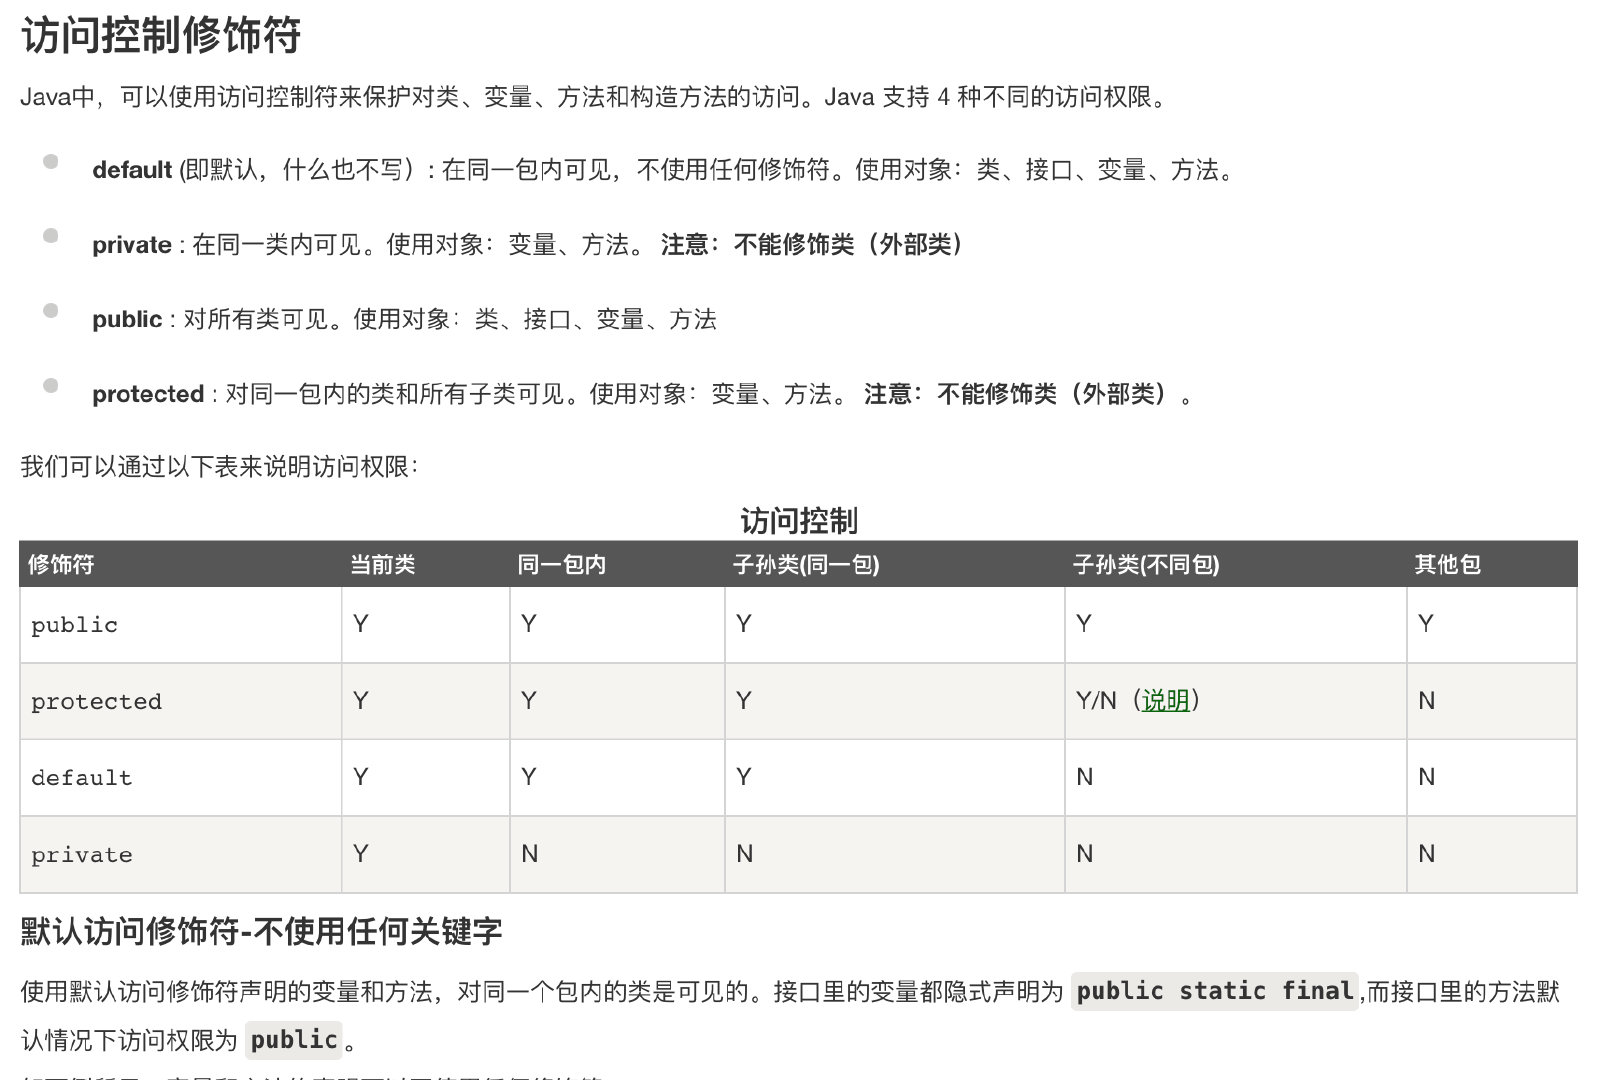 访问控制修饰符
Java中，可以使用访问控制符来保护对类、变量、方法和构造方法的访问。Java 支持 4 种不同的访问权限。
default (即默认，什么也不写）: 在同一包内可见，不使用任何修饰符。使用对象：类、接口、变量、方法。
private : 在同一类内可见。使用对象：变量、方法。 注意：不能修饰类（外部类）
public : 对所有类可见。使用对象：类、接口、变量、方法
protected : 对同一包内的类和所有子类可见。使用对象：变量、方法。 注意：不能修饰类（外部类）。
我们可以通过以下表来说明访问权限：
访问控制
修饰符 当前类 同一包内 子孙类(同一包) 子孙类(不同包) 其他包
public Y Y Y Y Y
protected Y Y Y Y/N（说明） N
default Y Y Y N N
private Y N N N N
默认访问修饰符-不使用任何关键字
使用默认访问修饰符声明的变量和方法，对同一个包内的类是可见的。接口里的变量都隐式声明为 public static final,而接口里的方法默
认情况下访问权限为 public。